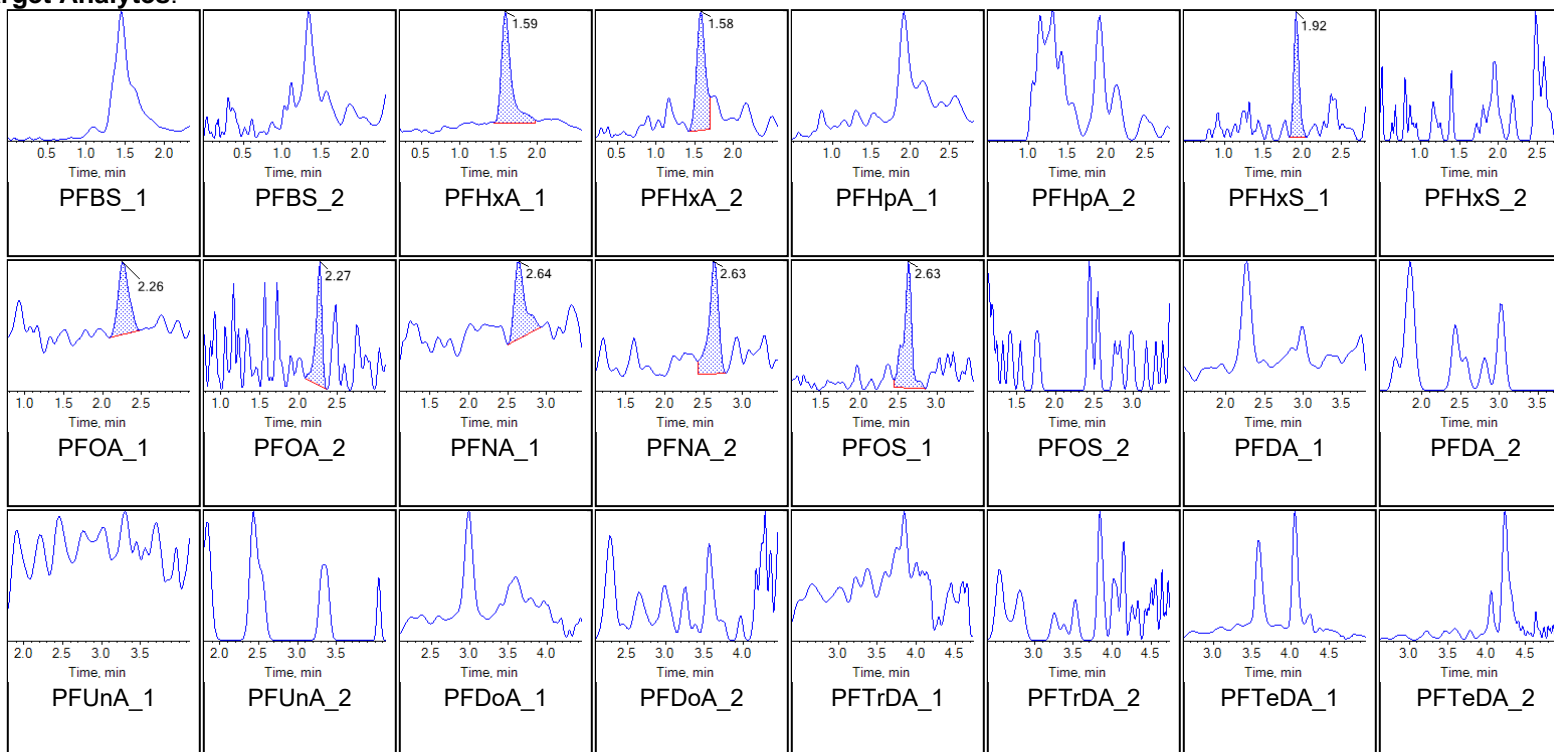 rget Analytes:
1.59 1.58 1.92
0.5 1.0 1.5 2.0 0.5 1.0 1.5 2.0 0.5 1.0 1.5 2.0 0.5 1.0 1.5 2.0 1.0 1.5 2.0 2.5 1.0 1.5 2.0 2.5 1.0 1.5 2.0 2.5 1.0 1.5 2.0 2.5
Time, min Time, min Time, min Time, min Time, min Time, min Time, min Time, min
PFBS_1 PFBS_2 PFHxA_1 PFHxA_2 PFHpA_1 PFHpA_2 PFHxS_1 PFHxS_2
2.26 2.27 2.64 2.63 2.63
1.0 1.5 2.0 2.5 1.0 1.5 2.0 2.5 1.5 2.0 2.5 3.0 1.5 2.0 2.5 3.0 1.5 2.0 2.5 3.0 1.5 2.0 2.5 3.0 2.0 2.5 3.0 3.5 2.0 2.5 3.0 3.5
Time, min Time, min Time, min Time, min Time, min Time, min Time, min Time, min
PFOA_1 PFOA_2 PFNA_1 PFNA_2 PFOS_1 PFOS_2 PFDA_1 PFDA_2
2.0 2.5 3.0 3.5 2.0 2.5 3.0 3.5 2.5 3.0 3.5 4.0 2.5 3.0 3.5 4.0 3.0 3.5 4.0 4.5 3.0 3.5 4.0 4.5 3.0 3.5 4.0 4.5 3.0 3.5 4.0 4.5
Time, min Time, min Time, min Time, min Time, min Time, min Time, min Time, min
PFUnA_1 PFUnA_2 PFDoA_1 PFDoA_2 PFTrDA_1 PFTrDA_2 PFTeDA_1 PFTeDA_2